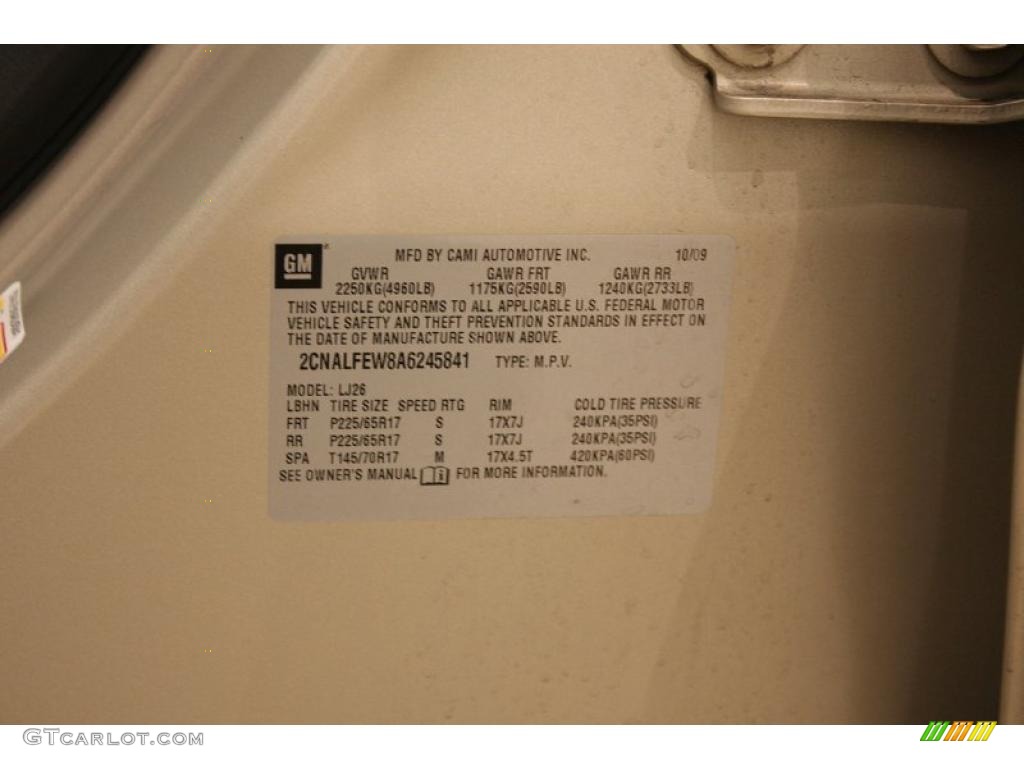 GM
MFD BY CAMI AUTOMOTIVE INC. 10/09
GVWR GAWR FRT GAWR RR
2250KG(4960LB) 1175KG(2590LB) 1240KG(2733LB)
THIS VEHICLE CONFORMS TO ALL APPLICABLE U.S. FEDERAL MOTOR
VEHICLE SAFETY AND THEFT PREVENTION STANDARDS IN EFFECT ON
THE DATE OF MANUFACTURE SHOWN ABOVE.
2CNALFEW8A6245841 TYPE: M.P.V.
MODEL: LJ26
LBHN TIRE SIZE SPEED RTG RIM COLD TIRE PRESSURE
FRT P225/65R17 S 17X7J 240KPA(35PSI)
RR P225/65R17 S 17X7J 240KPA(35PSI)
SPA T145/70R17 M 17X4.5T 420KPA(60PSI)
SEE OWNER'S MANUAL FOR MORE INFORMATION.
GTCARLOT.COM